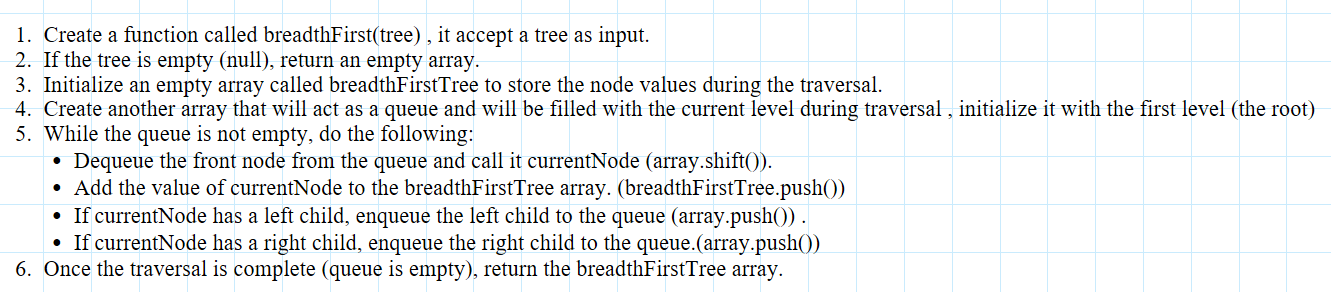 1. Create a function called breadthFirst(tree) , it accept a tree as input.
2. If the tree is empty (null), return an empty array.
3. Initialize an empty array called breadthFirstTree to store the node values during the traversal.
4. Create another array that will act as a queue and will be filled with the current level during traversal , initialize it with the first level (the root)
5. While the queue is not empty, do the following:
• Dequeue the front node from the queue and call it currentNode (array.shift()).
• Add the value of currentNode to the breadthFirstTree array. (breadthFirstTree.push())
• If currentNode has a left child, enqueue the left child to the queue (array.push()) .
• If currentNode has a right child, enqueue the right child to the queue.(array.push())
6. Once the traversal is complete (queue is empty), return the breadthFirstTree array.